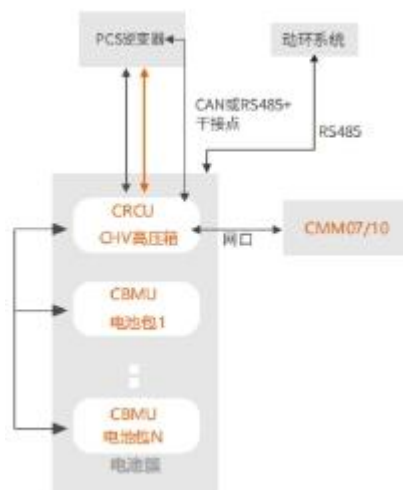 PCS逆变器
动环系统
CAN或RS485+
干接点
RS485
CRCU
CHV高压箱
网口
CMM07/10
CBMU
电池包1
CBMU
电池包N
电池簇